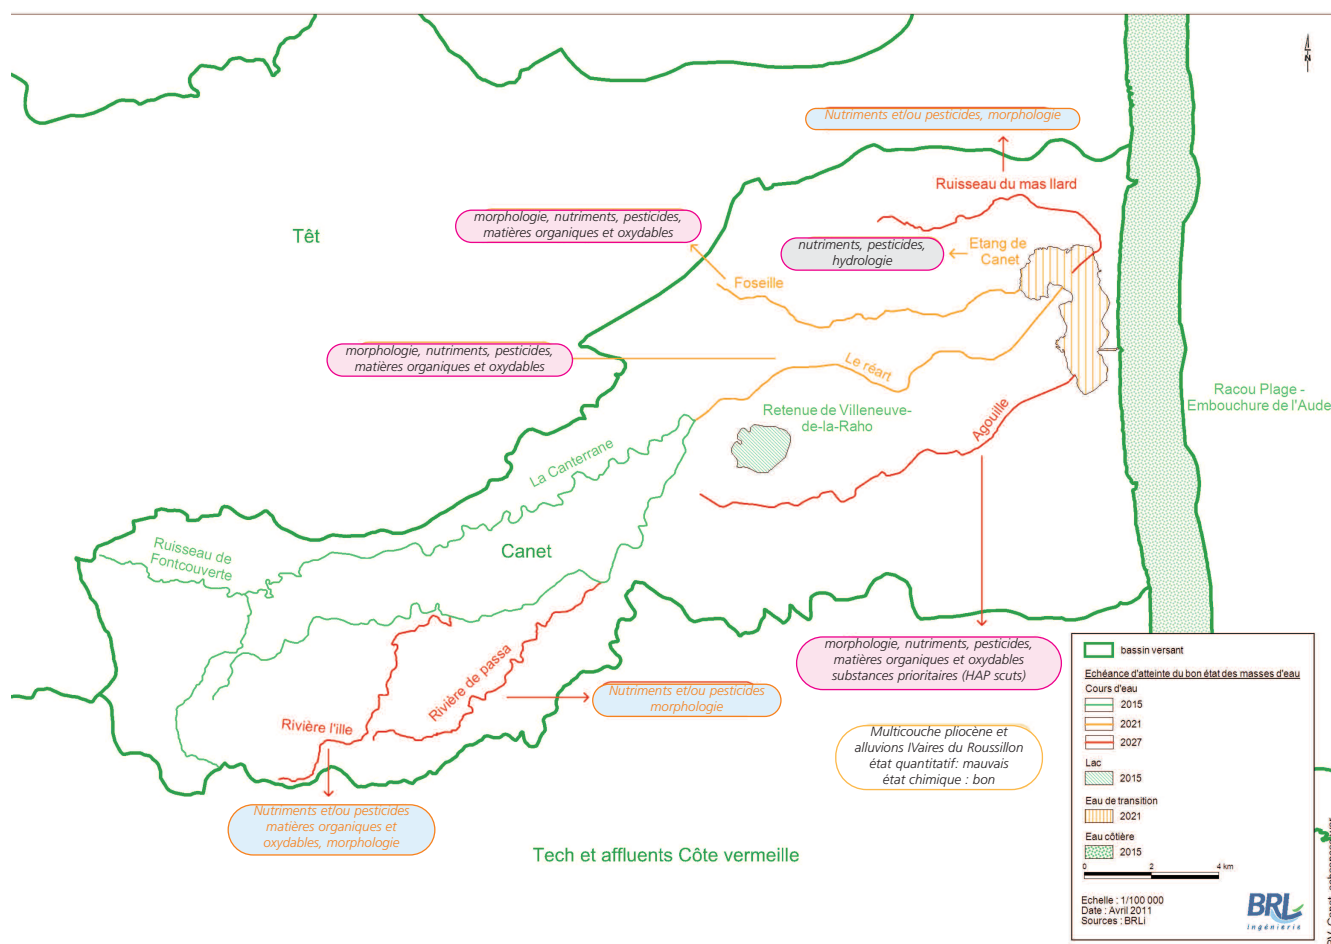 N
Nutriments et/ou pesticides, morphologie
Ruisseau du mas llard
morphologie, nutriments, pesticides,
matières organiques et oxydables
Têt
nutriments, pesticides,
hydrologie
Etang de
Canet
Foseille
morphologie, nutriments, pesticides,
matières organiques et oxydables
Le réart
Racou Plage -
Embouchure de l'Aude
Retenue de Villeneuve-
de-la-Raho
Agouille
La Canterrane
Ruisseau de
Fontcouverte
Canet
morphologie, nutriments, pesticides,
matières organiques et oxydables
substances prioritaires (HAP scuts)
Rivière de passa
Nutriments et/ou pesticides
morphologie
Rivière l'ille
Multicouche pliocène et
alluvions IVaires du Roussillon
état quantitatif: mauvais
état chimique : bon
Nutriments et/ou pesticides
matières organiques et
oxydables, morphologie
Tech et affluents Côte vermeille
bassin versant
Echéance d'atteinte du bon état des masses d'eau
Cours d'eau
2015
2021
2027
Lac
2015
Eau de transition
2021
Eau côtière
2015
0 2 4 km
Echelle : 1/100 000
Date : Avril 2011
Sources : BRLi
BRL
Ingénierie